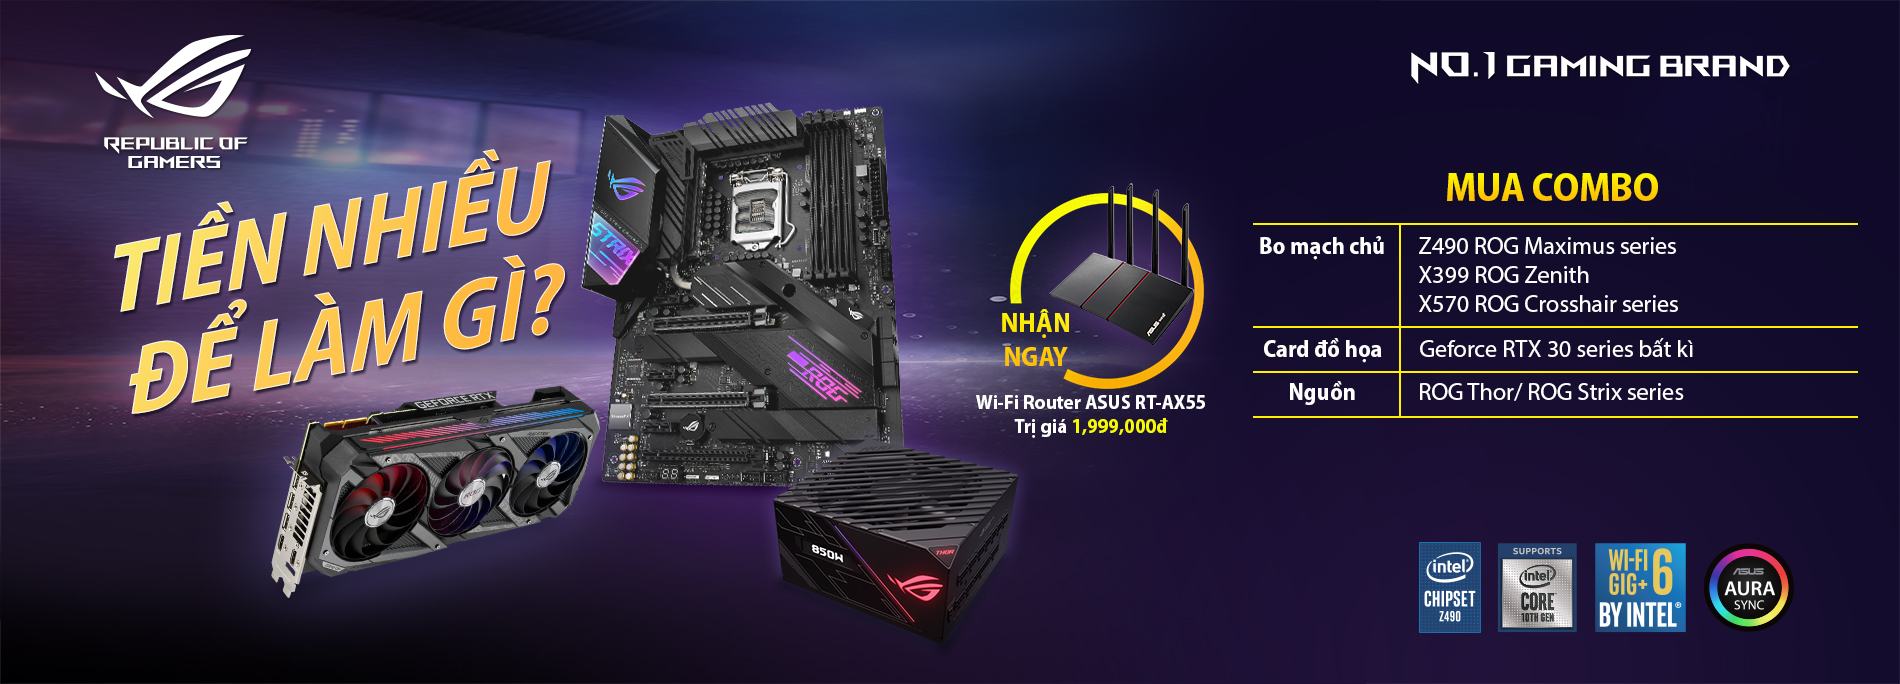 REPUBLIC OF
GAMERS
NO.1 GAMING BRAND
TIỀN NHIỀU
ĐỂ LÀM GÌ?
GEFORCE RTX
STRIX
ROG
850W
THOR
NHẬN
NGAY
ASUS
Wi-Fi Router ASUS RT-AX55
Trị giá 1,999,000đ
MUA COMBO
Bo mạch chủ
Z490 ROG Maximus series
X399 ROG Zenith
X570 ROG Crosshair series
Card đồ họa
Geforce RTX 30 series bất kì
Nguồn
ROG Thor/ ROG Strix series
intel
CHIPSET
Z490
SUPPORTS
intel
CORE
10TH GEN
WI-FI 6
GIG+
BY INTEL®
ASUS
AURA
SYNC